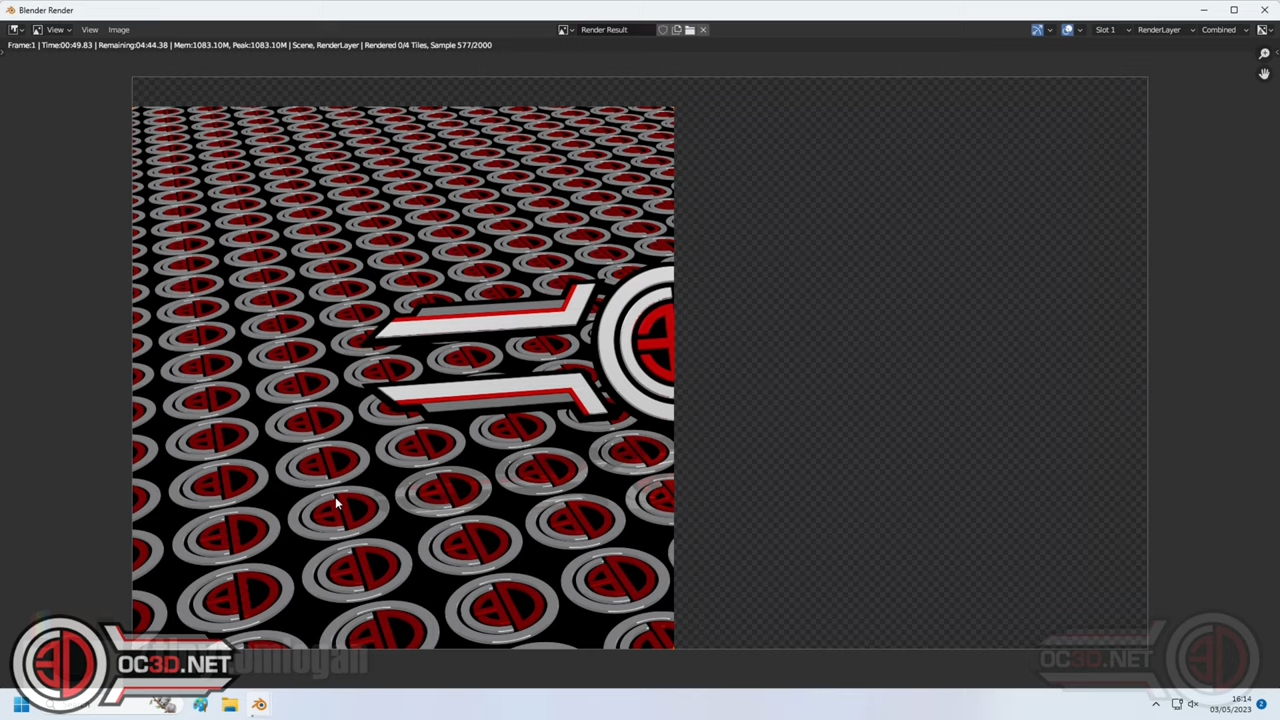 Blender Render
View View Image Render Result Slot 1 RenderLayer Combined
Frame:1 | Time:00:49.83 | Remaining:04:44.38 | Mem:1083.10M, Peak:1083.10M | Scene, RenderLayer | Rendered 0/4 Tiles, Sample 577/2000
OC3D.NET
OC3D.NET
16:14
03/05/2023
2